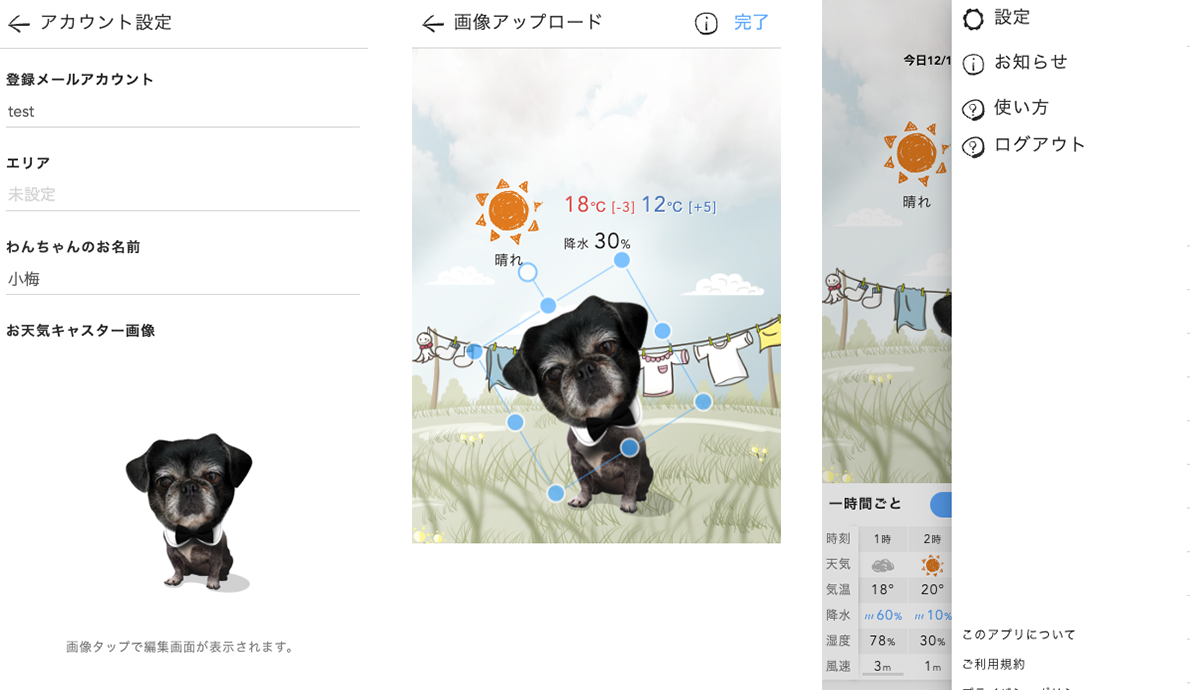 アカウント設定
登録メールアカウント
test
エリア
未設定
わんちゃんのお名前
小梅
お天気キャスター画像
画像タップで編集画面が表示されます。
画像アップロード
完了
18℃ [-3] 12℃ [+5]
降水 30%
晴れ
今日12/1
晴れ
一時間ごと
時刻 1時 2時
天気
気温 18° 20°
降水 60% 10%
湿度 78% 30%
風速 3m 1m
設定
お知らせ
使い方
ログアウト
このアプリについて
ご利用規約